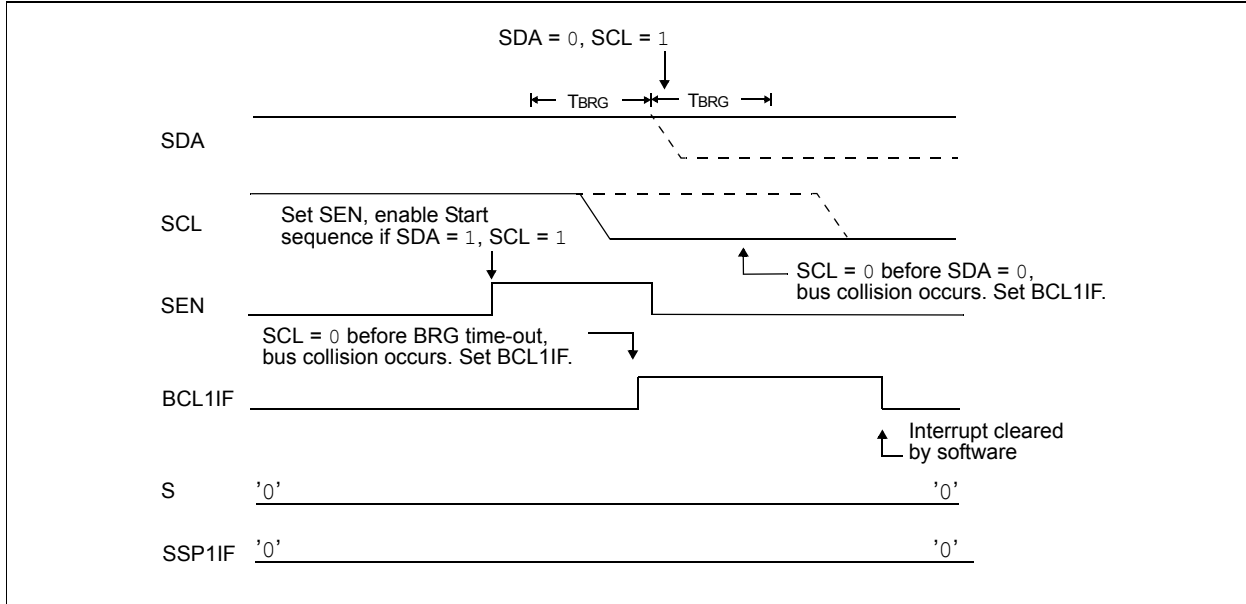 SDA = 0, SCL = 1
TBRG TBRG
SDA
SCL
Set SEN, enable Start
sequence if SDA = 1, SCL = 1
SCL = 0 before SDA = 0,
bus collision occurs. Set BCL1IF.
SEN
SCL = 0 before BRG time-out,
bus collision occurs. Set BCL1IF.
BCL1IF
Interrupt cleared
by software
S '0' '0'
SSP1IF '0' '0'